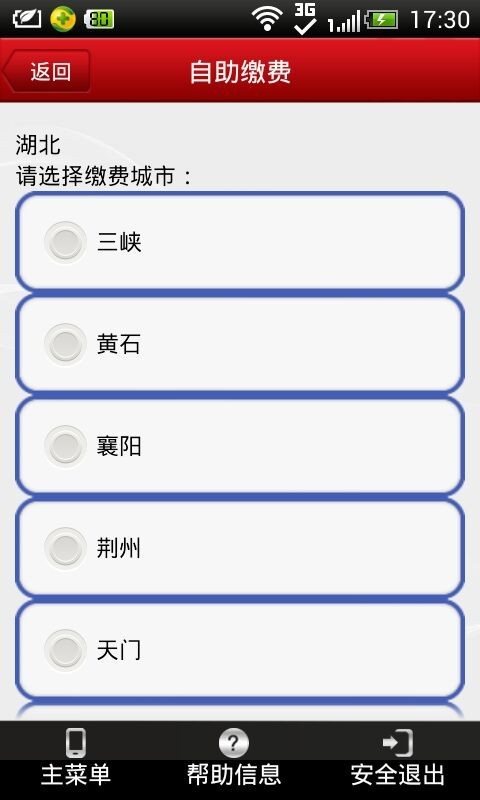 80
3G
17:30
返回
自助缴费
湖北
请选择缴费城市：
三峡
黄石
襄阳
荆州
天门
?
主菜单
帮助信息
安全退出